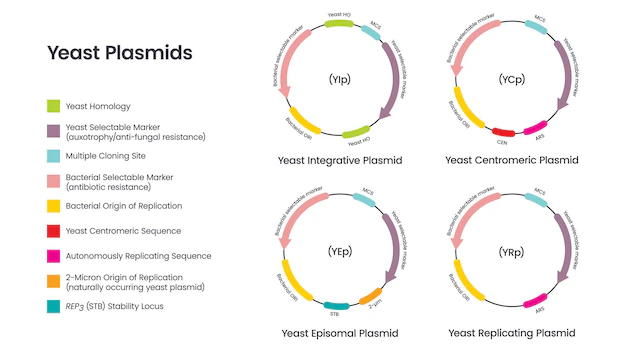 Yeast Plasmids
Yeast Homology
Yeast Selectable Marker
(auxotrophy/anti-fungal resistance)
Multiple Cloning Site
Bacterial Selectable Marker
(antibiotic resistance)
Bacterial Origin of Replication
Yeast Centromeric Sequence
Autonomously Replicating Sequence
2-Micron Origin of Replication
(naturally occurring yeast plasmid)
REP3 (STB) Stability Locus
Yeast HO
MCS
Bacterial selectable marker
Yeast selectable marker
(YIp)
Bacterial ORI
Yeast HO
Yeast Integrative Plasmid
MCS
Bacterial selectable marker
Yeast selectable marker
(YCp)
Bacterial ORI
CEN
ARS
Yeast Centromeric Plasmid
MCS
Bacterial selectable marker
Yeast selectable marker
(YEp)
Bacterial ORI
STB
2-μm
Yeast Episomal Plasmid
MCS
Bacterial selectable marker
Yeast selectable marker
(YRp)
Bacterial ORI
ARS
Yeast Replicating Plasmid